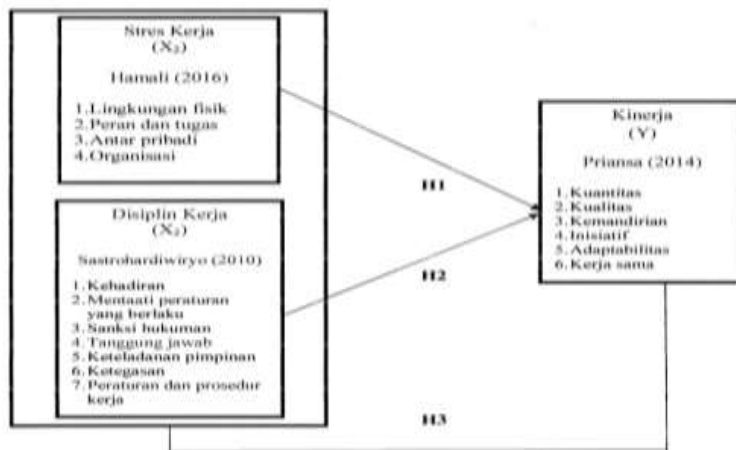 Stres Kerja
(X₂)
Hamali (2016)
1.Lingkungan fisik
2.Peran dan tugas
3.Antar pribadi
4.Organisasi
Disiplin Kerja
(X₂)
Sastrohardiwiryo (2010)
1.Kehadiran
2.Mentaati peraturan
yang berlaku
3.Sanksi hukuman
4.Tanggung jawab
5.Keteladanan pimpinan
6.Ketegasan
7.Peraturan dan prosedur
kerja
H1
H2
H3
Kinerja
(Y)
Priansa (2014)
1.Kuantitas
2.Kualitas
3.Kemandirian
4.Inisiatif
5.Adaptabilitas
6.Kerja sama